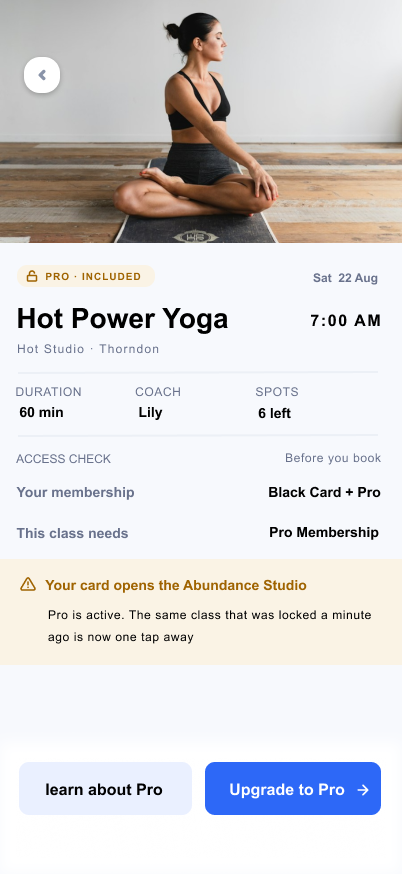 PRO · INCLUDED
Sat 22 Aug
Hot Power Yoga
7:00 AM
Hot Studio · Thorndon
DURATION COACH SPOTS
60 min Lily 6 left
ACCESS CHECK Before you book
Your membership Black Card + Pro
This class needs Pro Membership
Your card opens the Abundance Studio
Pro is active. The same class that was locked a minute
ago is now one tap away
learn about Pro Upgrade to Pro →